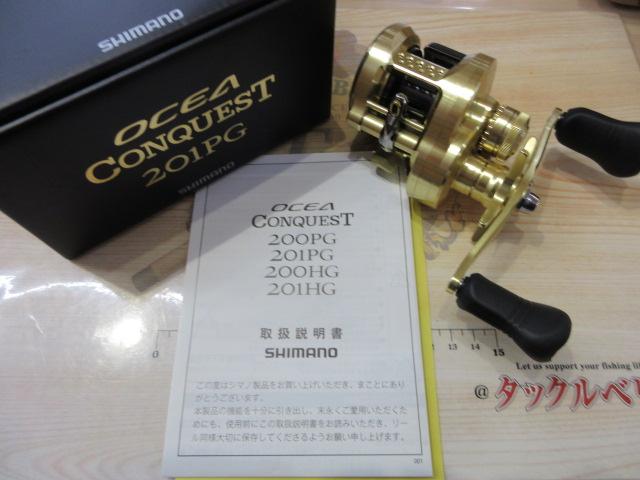 SHIMANO
OCEA
CONQUEST
201PG
SHIMANO
OCEA
CONQUEST
200PG
201PG
200HG
201HG
取扱説明書
SHIMANO
この度はシマノ製品をお買い上げいただき、まことにあり
がとうございます。
本製品の機能を十分に引き出し、末永くご愛用いただくた
めにも、使用前にこの取扱説明書をお読みいただき、リー
ル同様大切に保存してくださるようお願い申し上げます。
001
0
12 13 14 15
Let us support your fishing life
@タックルベリ